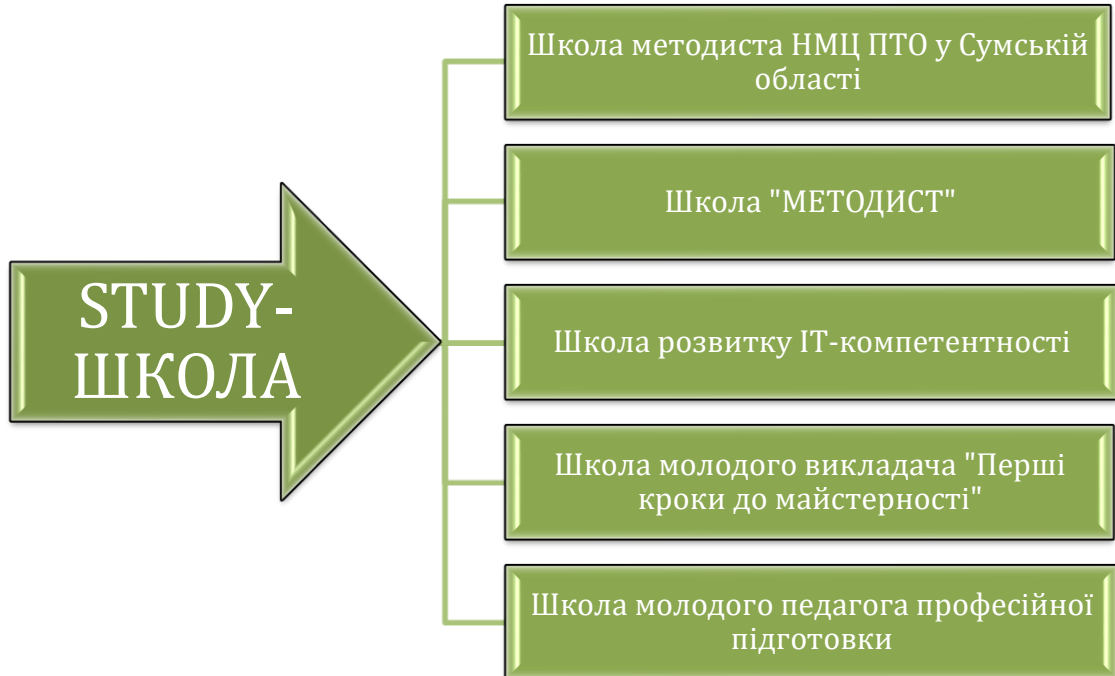 STUDY-
ШКОЛА
Школа методиста НМЦ ПТО у Сумській
області
Школа "МЕТОДИСТ"
Школа розвитку ІТ-компетентності
Школа молодого викладача "Перші
кроки до майстерності"
Школа молодого педагога професійної
підготовки